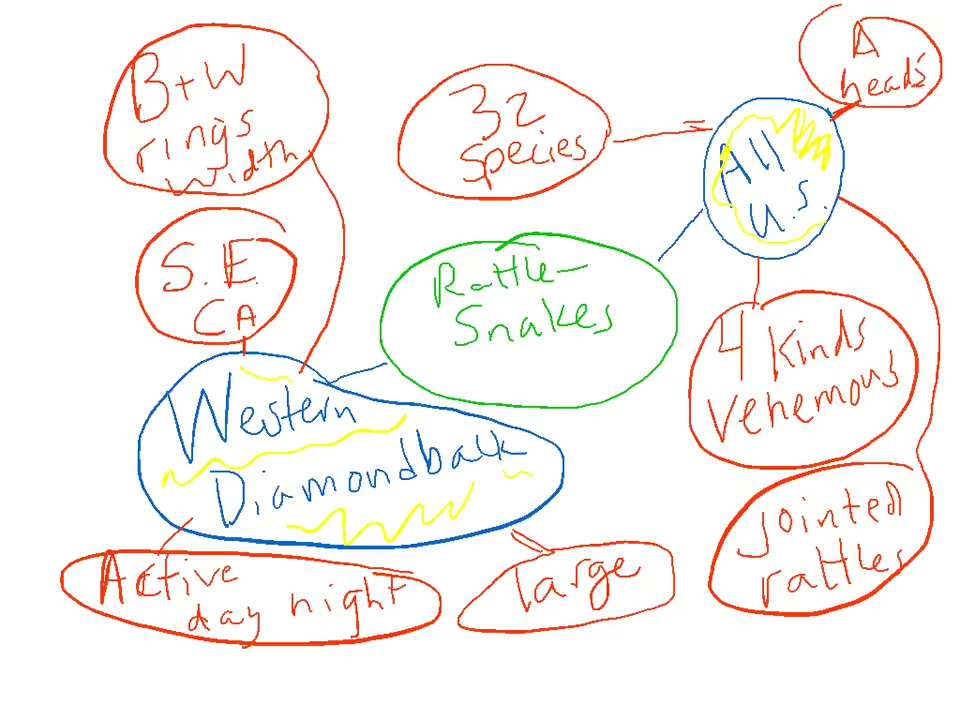 B+W
rings
width
32
species
A
heads
All
U.S.
S.E.
CA
Rattle-
Snakes
4 Kinds
Venemous
Western
Diamondback
Jointed
rattles
Active
day night
large